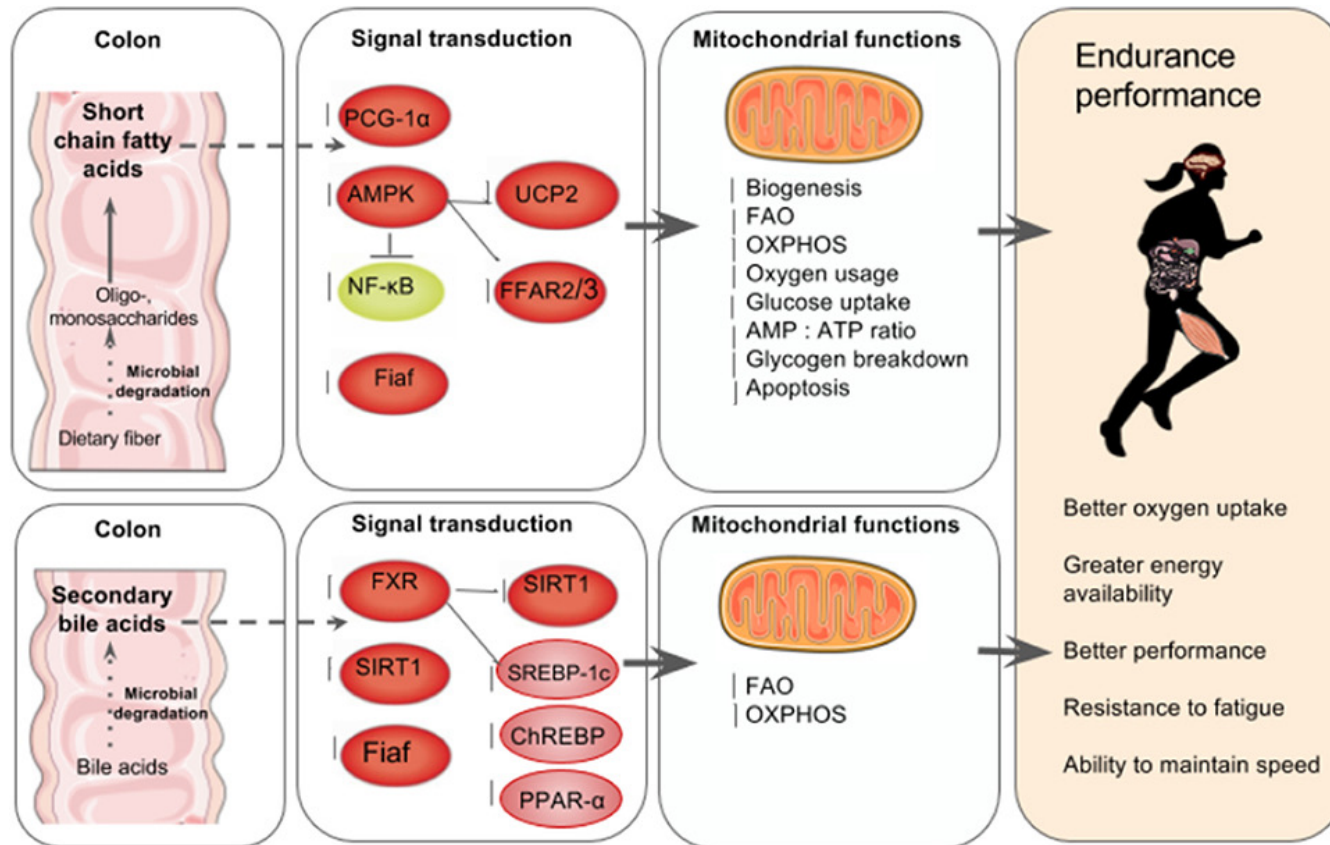 Colon
Short
chain fatty
acids
Oligo-,
monosaccharides
Microbial
degradation
Dietary fiber
Signal transduction
PCG-1α
AMPK
UCP2
NF-κB
FFAR2/3
Fiaf
Mitochondrial functions
Biogenesis
FAO
OXPHOS
Oxygen usage
Glucose uptake
AMP : ATP ratio
Glycogen breakdown
Apoptosis
Colon
Secondary
bile acids
Microbial
degradation
Bile acids
Signal transduction
FXR
SIRT1
SIRT1
SREBP-1c
Fiaf
ChREBP
PPAR-α
Mitochondrial functions
FAO
OXPHOS
Endurance
performance
Better oxygen uptake
Greater energy
availability
Better performance
Resistance to fatigue
Ability to maintain speed